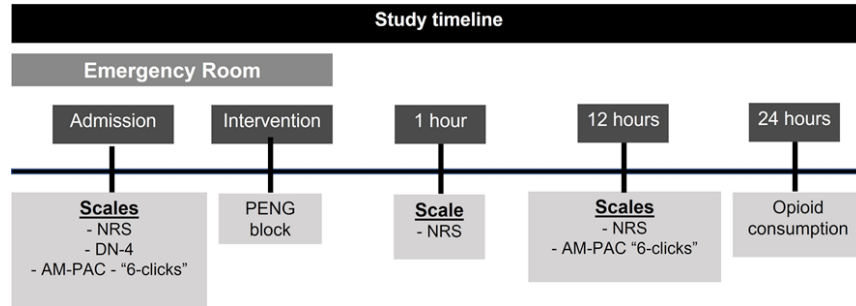 Study timeline
Emergency Room
Admission
Intervention
1 hour
12 hours
24 hours
Scales
- NRS
- DN-4
- AM-PAC - “6-clicks”
PENG
block
Scale
- NRS
Scales
- NRS
- AM-PAC “6-clicks”
Opioid
consumption